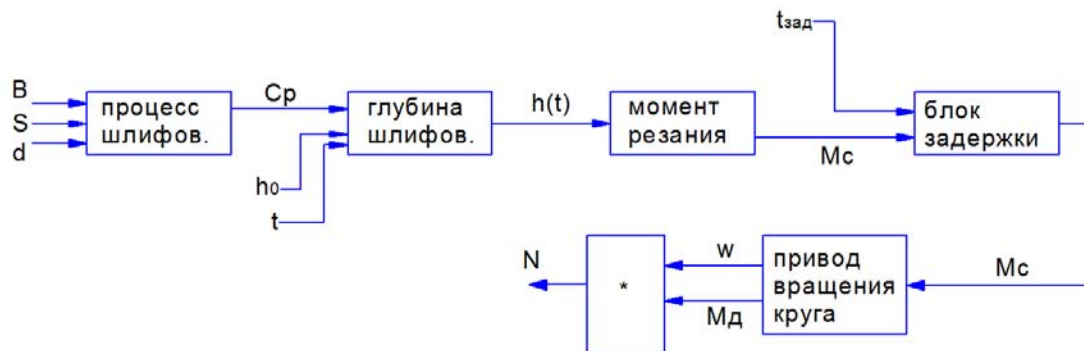 tзад
B
S
d
процесс
шлифов.
Cp
глубина
шлифов.
h0
t
h(t)
момент
резания
Mc
блок
задержки
N
*
w
Mд
привод
вращения
круга
Mc